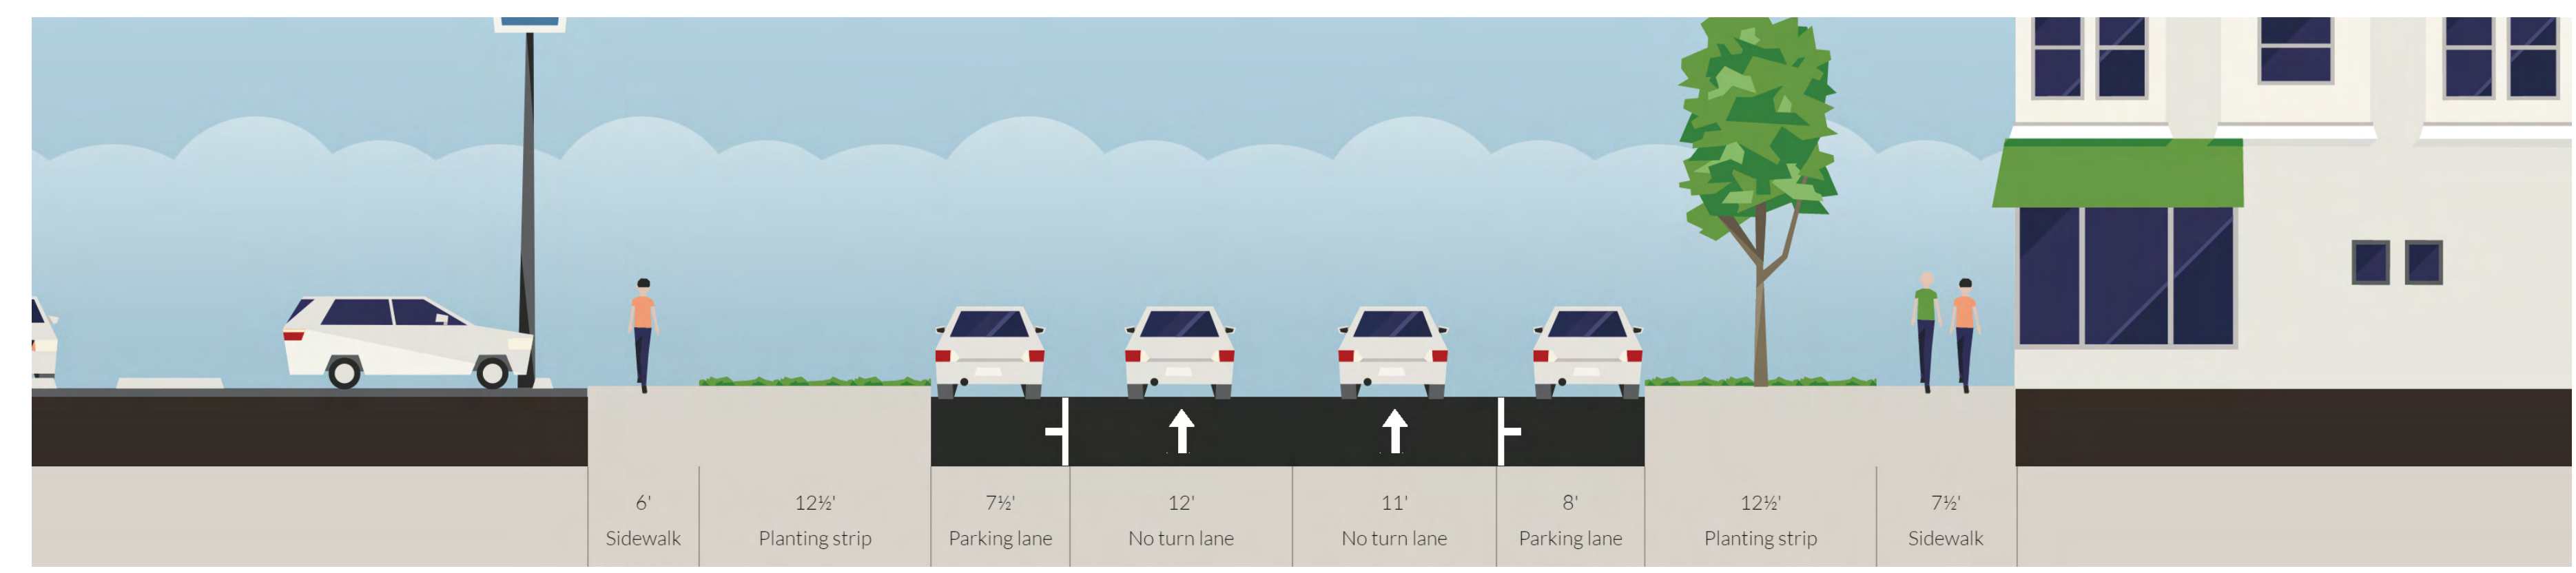 6' 12½' 7½' 12' 11' 8' 12½' 7½'
Sidewalk Planting strip Parking lane No turn lane No turn lane Parking lane Planting strip Sidewalk